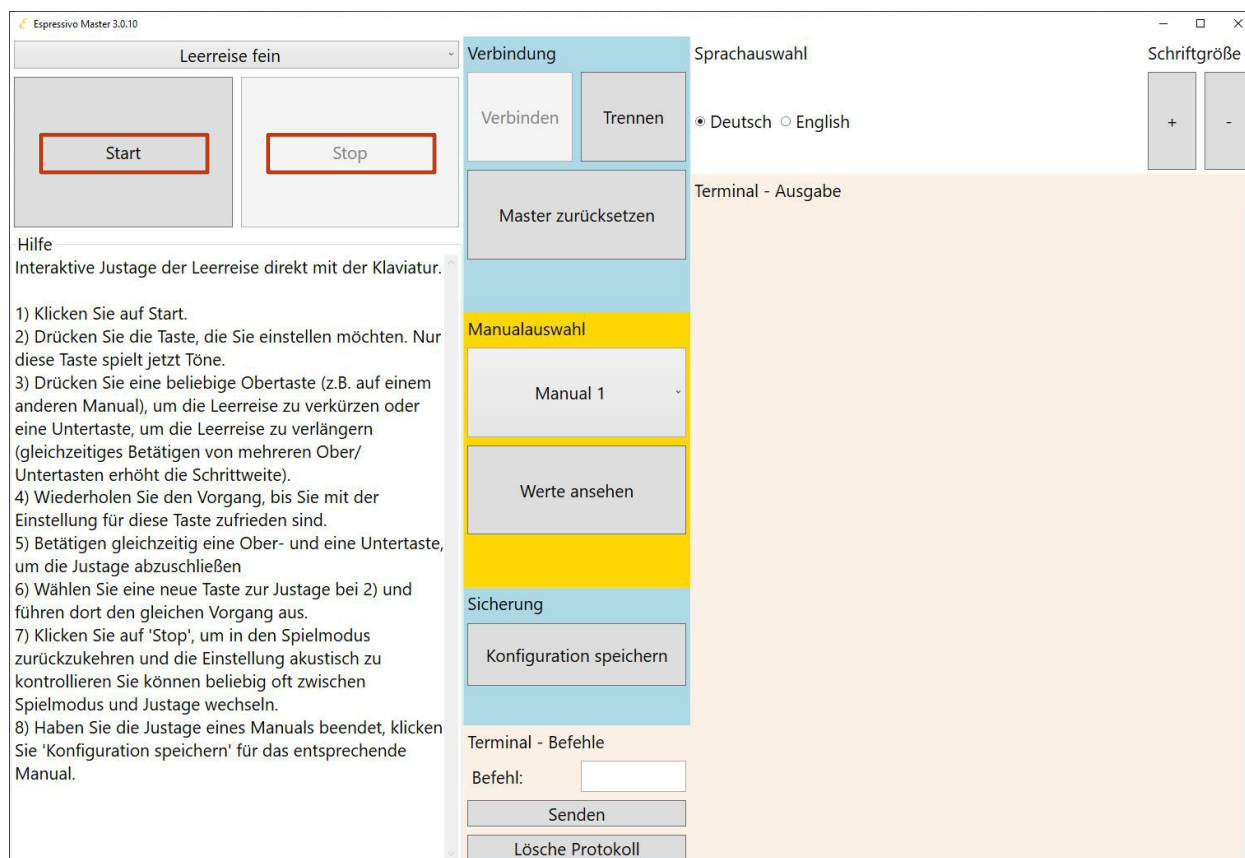 Espressivo Master 3.0.10
Leerreise fein
Start
Stop
Hilfe
Interaktive Justage der Leerreise direkt mit der Klaviatur.
1) Klicken Sie auf Start.
2) Drücken Sie die Taste, die Sie einstellen möchten. Nur
diese Taste spielt jetzt Töne.
3) Drücken Sie eine beliebige Obertaste (z.B. auf einem
anderen Manual), um die Leerreise zu verkürzen oder
eine Untertaste, um die Leerreise zu verlängern
(gleichzeitiges Betätigen von mehreren Ober/
Untertasten erhöht die Schrittweite).
4) Wiederholen Sie den Vorgang, bis Sie mit der
Einstellung für diese Taste zufrieden sind.
5) Betätigen gleichzeitig eine Ober- und eine Untertaste,
um die Justage abzuschließen
6) Wählen Sie eine neue Taste zur Justage bei 2) und
führen dort den gleichen Vorgang aus.
7) Klicken Sie auf 'Stop', um in den Spielmodus
zurückzukehren und die Einstellung akustisch zu
kontrollieren Sie können beliebig oft zwischen
Spielmodus und Justage wechseln.
8) Haben Sie die Justage eines Manuals beendet, klicken
Sie 'Konfiguration speichern' für das entsprechende
Manual.
Verbindung
Verbinden
Trennen
Master zurücksetzen
Manualauswahl
Manual 1
Werte ansehen
Sicherung
Konfiguration speichern
Terminal - Befehle
Befehl:
Senden
Lösche Protokoll
Sprachauswahl
Deutsch
English
Schriftgröße
+
-
Terminal - Ausgabe